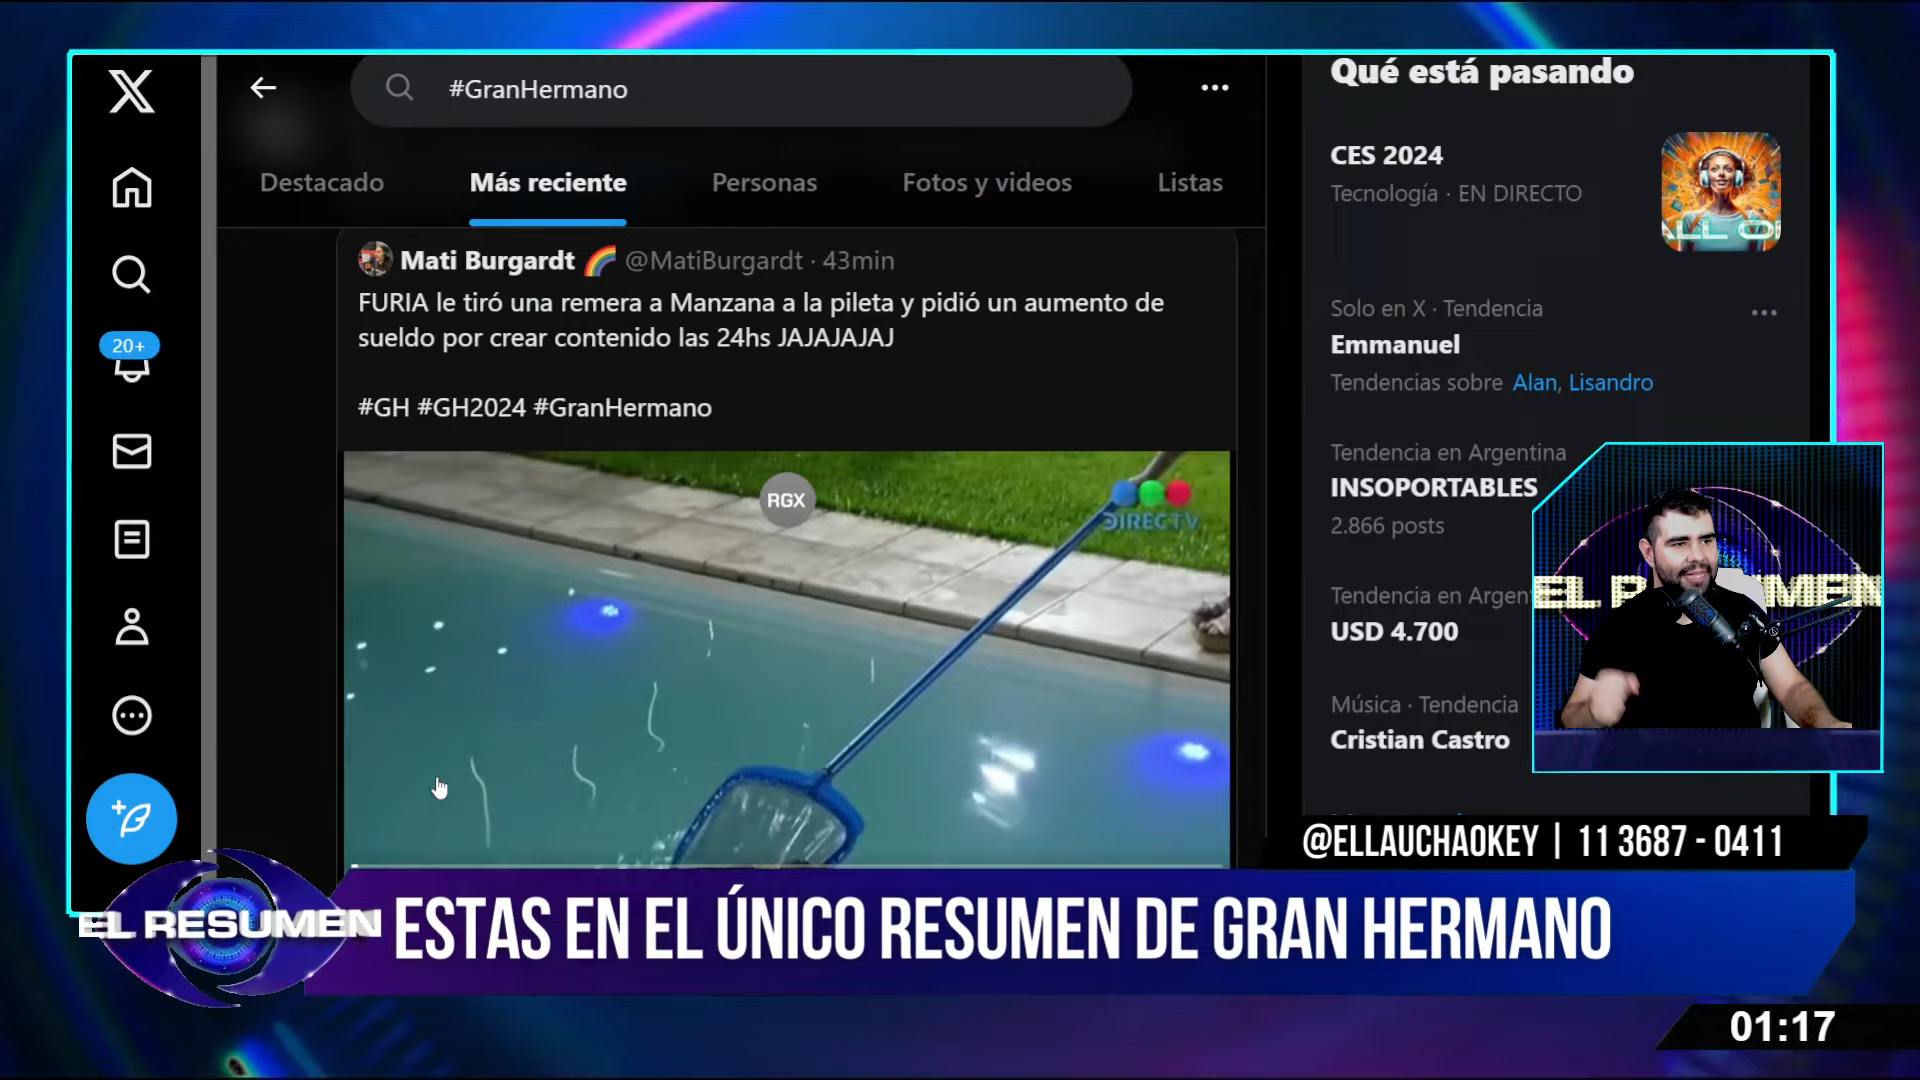 #GranHermano
Destacado
Más reciente
Personas
Fotos y videos
Listas
20+
Mati Burgardt 🌈 @MatiBurgardt · 43min
FURIA le tiró una remera a Manzana a la pileta y pidió un aumento de
sueldo por crear contenido las 24hs JAJAJAJAJ
#GH #GH2024 #GranHermano
RGX
DIRECTV
Qué está pasando
CES 2024
Tecnología · EN DIRECTO
Solo en X · Tendencia
Emmanuel
Tendencias sobre Alan, Lisandro
Tendencia en Argentina
INSOPORTABLES
2.866 posts
Tendencia en Argen
USD 4.700
Música · Tendencia
Cristian Castro
@ELLAUCHAOKEY | 11 3687 - 0411
EL RESUMEN
ESTAS EN EL ÚNICO RESUMEN DE GRAN HERMANO
01:17